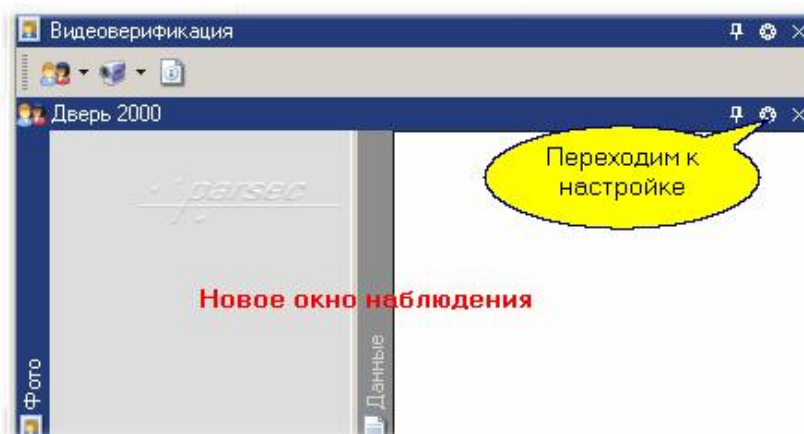 Видеоверификация
Дверь 2000
Переходим к
настройке
parsec
Новое окно наблюдения
Фото
Данные